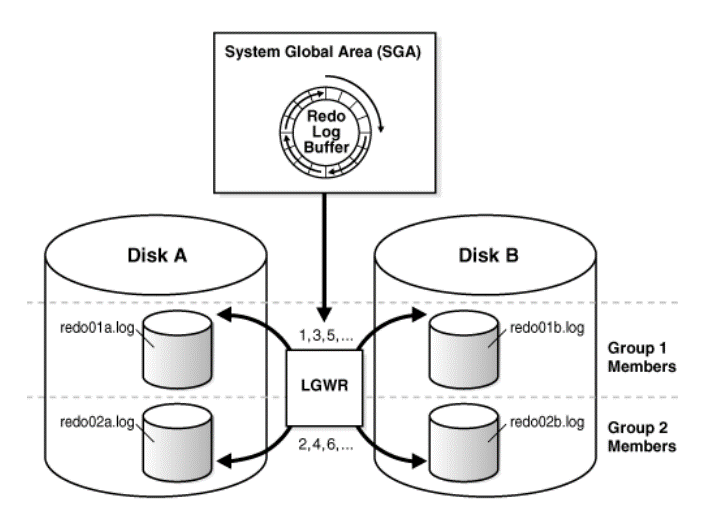 System Global Area (SGA)
Redo
Log
Buffer
Disk A
Disk B
redo01a.log
1,3,5,...
redo01b.log
Group 1
Members
LGWR
redo02a.log
2,4,6,...
redo02b.log
Group 2
Members